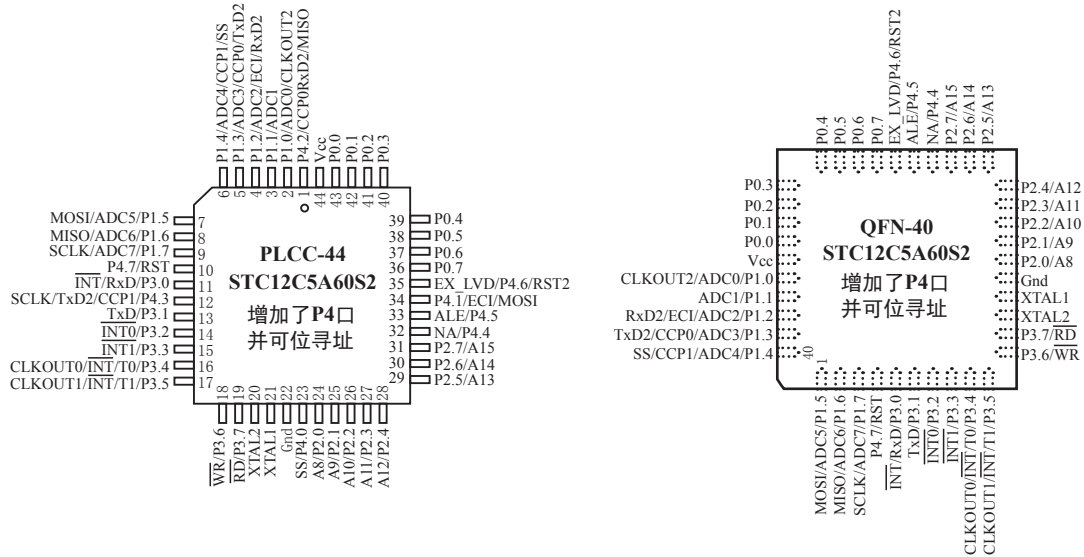 P1.4/ADC4/CCP1/SS
P1.3/ADC3/CCP0/TxD2
P1.2/ADC2/ECI/RxD2
P1.1/ADC1
P1.0/ADC0/CLKOUT2
P4.2/CCP0RxD2/MISO
Vcc
P0.0
P0.1
P0.2
P0.3
6
5
4
3
2
1
44
43
42
41
40
MOSI/ADC5/P1.5
MISO/ADC6/P1.6
SCLK/ADC7/P1.7
P4.7/RST
INT/RxD/P3.0
SCLK/TxD2/CCP1/P4.3
TxD/P3.1
INT0/P3.2
INT1/P3.3
CLKOUT0/INT/T0/P3.4
CLKOUT1/INT/T1/P3.5
7
8
9
10
11
12
13
14
15
16
17
PLCC-44
STC12C5A60S2
增加了P4口
并可位寻址
39
38
37
36
35
34
33
32
31
30
29
P0.4
P0.5
P0.6
P0.7
EX_LVD/P4.6/RST2
P4.1/ECI/MOSI
ALE/P4.5
NA/P4.4
P2.7/A15
P2.6/A14
P2.5/A13
18
19
20
21
22
23
24
25
26
27
28
WR/P3.6
RD/P3.7
XTAL2
XTAL1
Gnd
SS/P4.0
A8/P2.0
A9/P2.1
A10/P2.2
A11/P2.3
A12/P2.4
P0.4
P0.5
P0.6
P0.7
EX_LVD/P4.6/RST2
ALE/P4.5
NA/P4.4
P2.7/A15
P2.6/A14
P2.5/A13
P0.3
P0.2
P0.1
P0.0
Vcc
CLKOUT2/ADC0/P1.0
ADC1/P1.1
RxD2/ECI/ADC2/P1.2
TxD2/CCP0/ADC3/P1.3
SS/CCP1/ADC4/P1.4
QFN-40
STC12C5A60S2
增加了P4口
并可位寻址
40
1
P2.4/A12
P2.3/A11
P2.2/A10
P2.1/A9
P2.0/A8
Gnd
XTAL1
XTAL2
P3.7/RD
P3.6/WR
MOSI/ADC5/P1.5
MISO/ADC6/P1.6
SCLK/ADC7/P1.7
P4.7/RST
INT/RxD/P3.0
TxD/P3.1
INT0/P3.2
INT1/P3.3
CLKOUT0/INT/T0/P3.4
CLKOUT1/INT/T1/P3.5